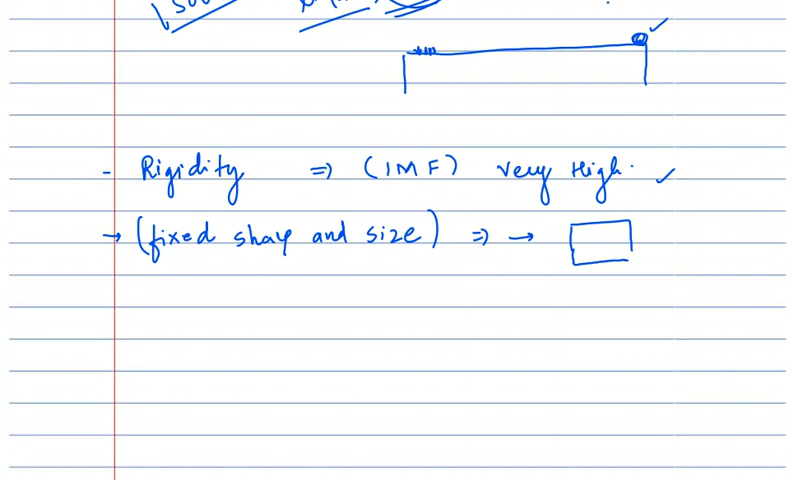 - Rigidity ⇒ (IMF) very High.
→ (fixed shap and size) ⇒ →